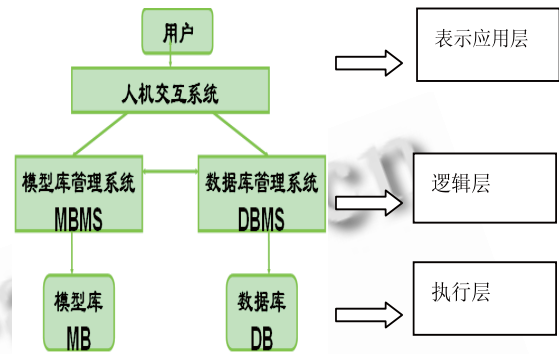 用户
表示应用层
人机交互系统
模型库管理系统
MBMS
数据库管理系统
DBMS
逻辑层
模型库
MB
数据库
DB
执行层